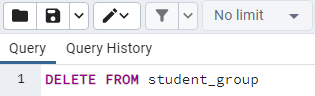 No limit
Query Query History
1 DELETE FROM student_group